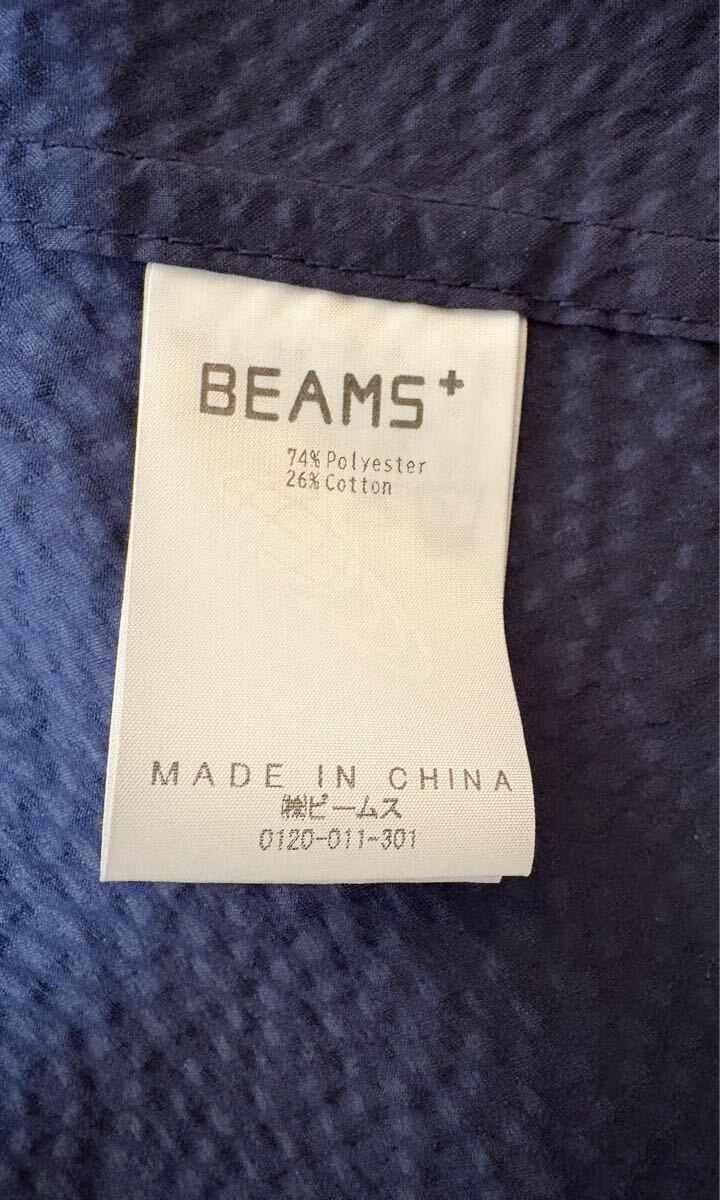 BEAMS+
74% Polyester
26% Cotton
MADE IN CHINA
㈱ビームス
0120-011-301